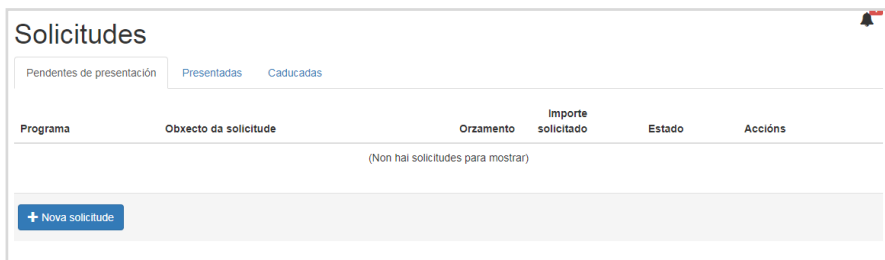 Solicitudes
Pendentes de presentación Presentadas Caducadas
Programa Obxecto da solicitude Orzamento Importe solicitado Estado Accións
(Non hai solicitudes para mostrar)
+ Nova solicitude